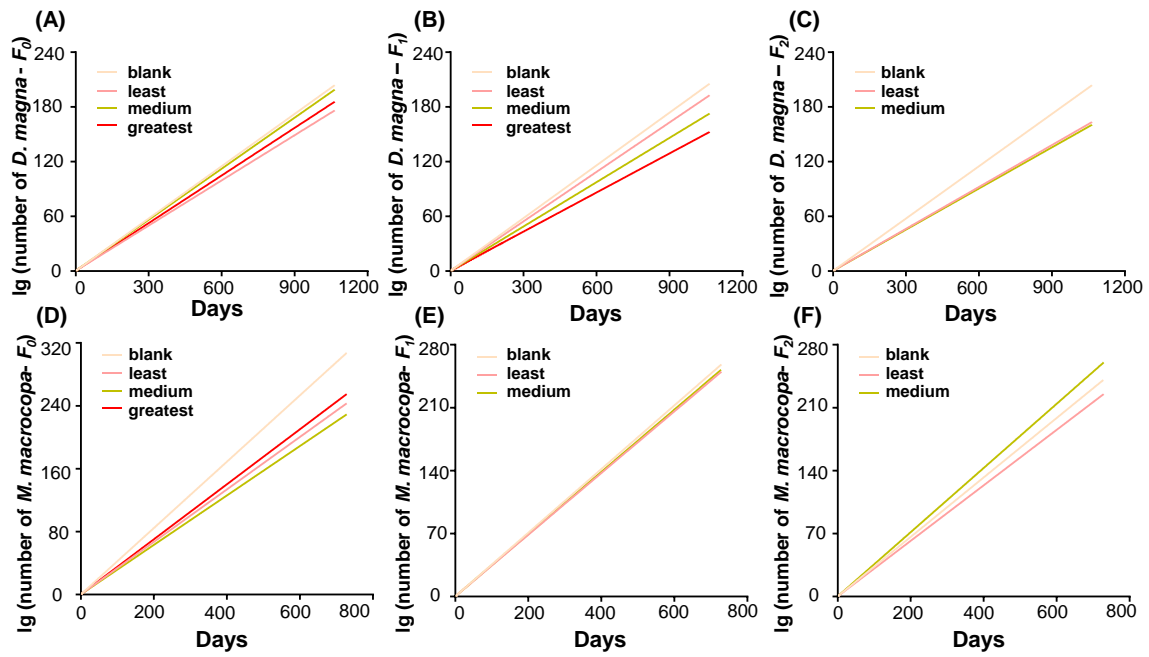 (A)
lg (number of D. magna - F0)
240
180
120
60
0
blank
least
medium
greatest
0 300 600 900 1200
Days
(B)
lg (number of D. magna – F1)
240
180
120
60
0
blank
least
medium
greatest
0 300 600 900 1200
Days
(C)
lg (number of D. magna – F2)
240
180
120
60
0
blank
least
medium
0 300 600 900 1200
Days
(D)
lg (number of M. macrocopa- F0)
320
240
160
80
0
blank
least
medium
greatest
0 200 400 600 800
Days
(E)
lg (number of M. macrocopa- F1)
280
210
140
70
0
blank
least
medium
0 200 400 600 800
Days
(F)
lg (number of M. macrocopa- F2)
280
210
140
70
0
blank
least
medium
0 200 400 600 800
Days